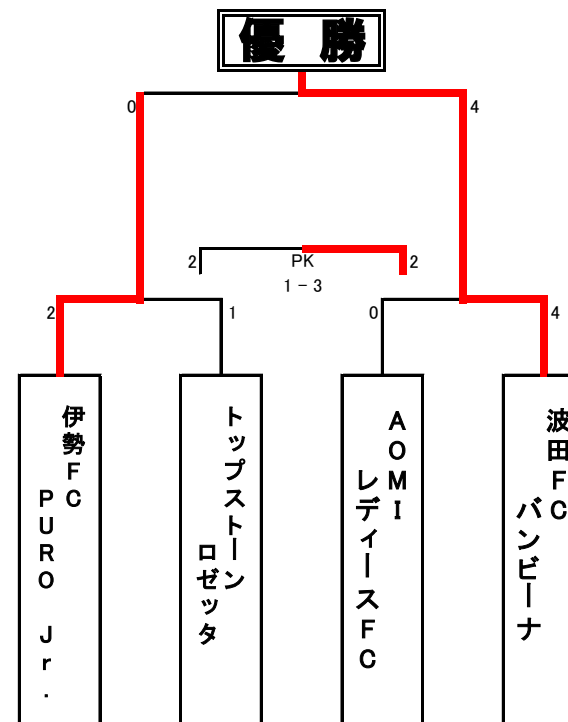 優 勝
0
4
2
PK
2
1 - 3
2
1
0
4
伊勢FC
PURO Jr.
トップストーン
ロゼッタ
AOMI
レディースFC
波田FC
バンビーナ